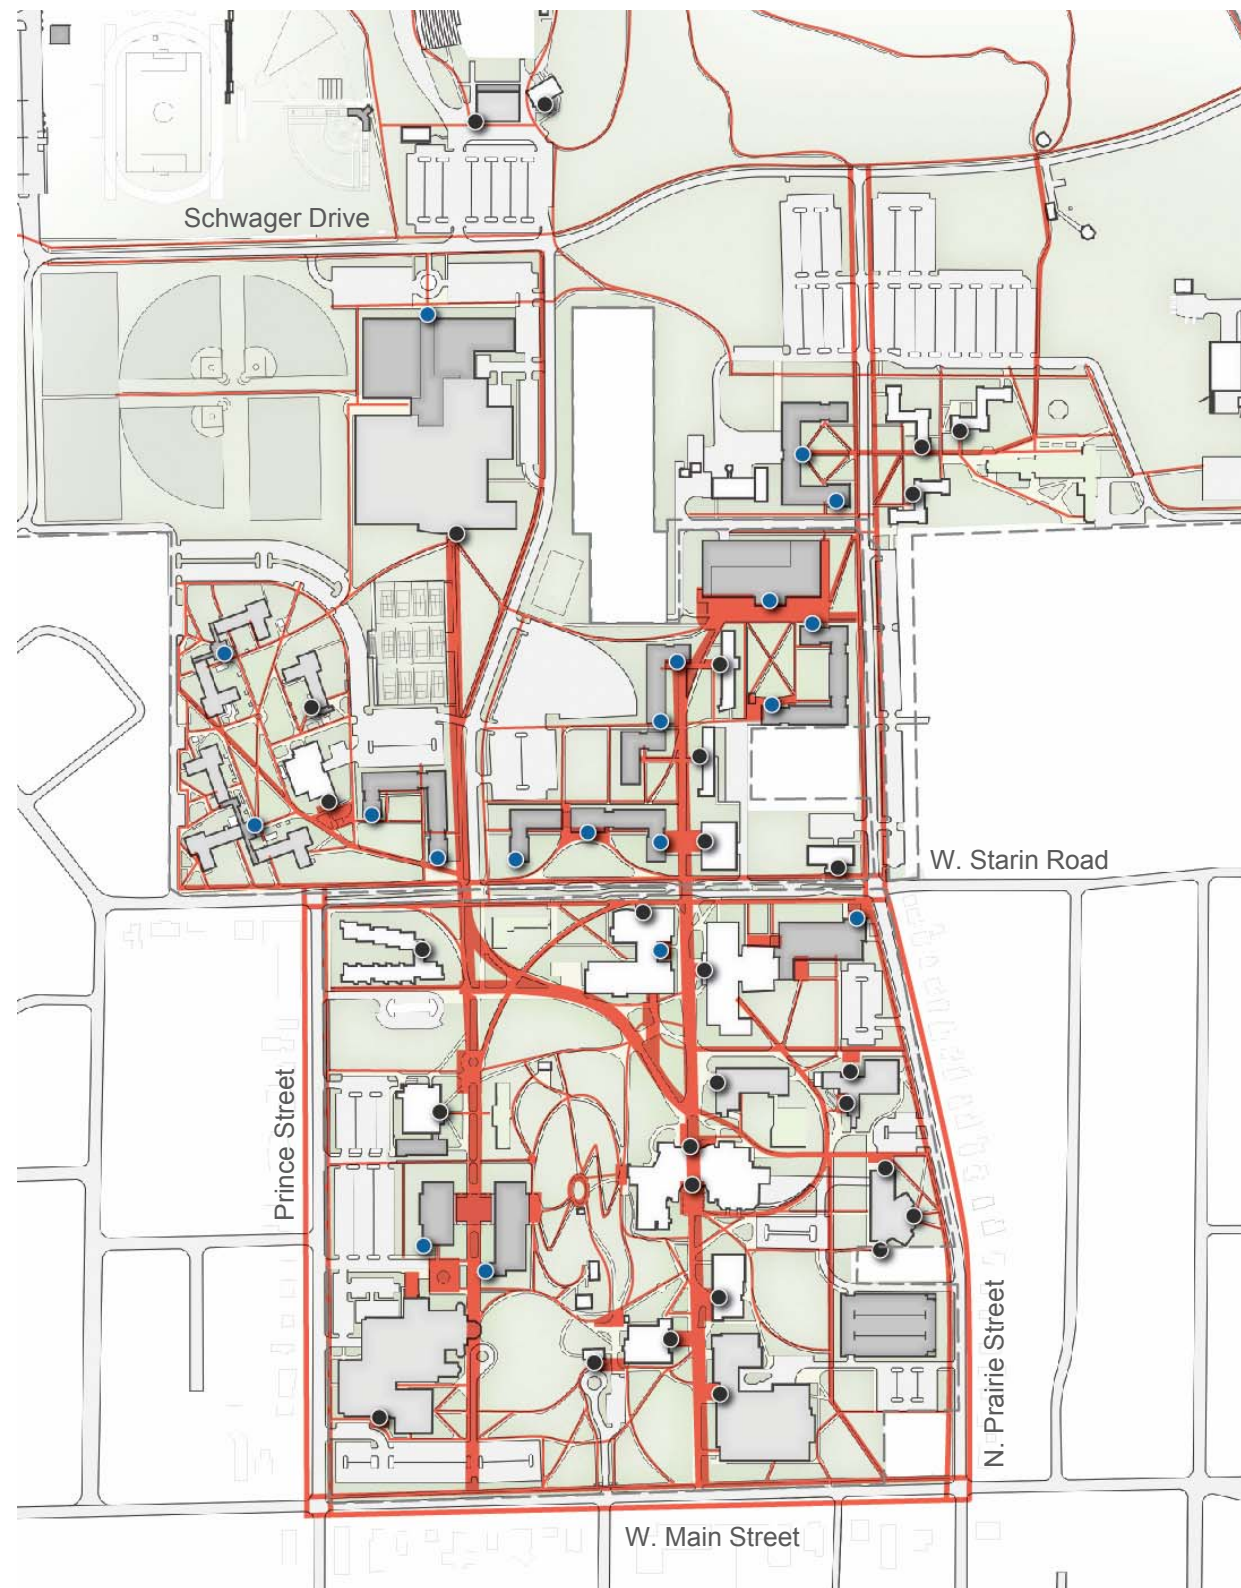 Schwager Drive
W. Starin Road
Prince Street
N. Prairie Street
W. Main Street